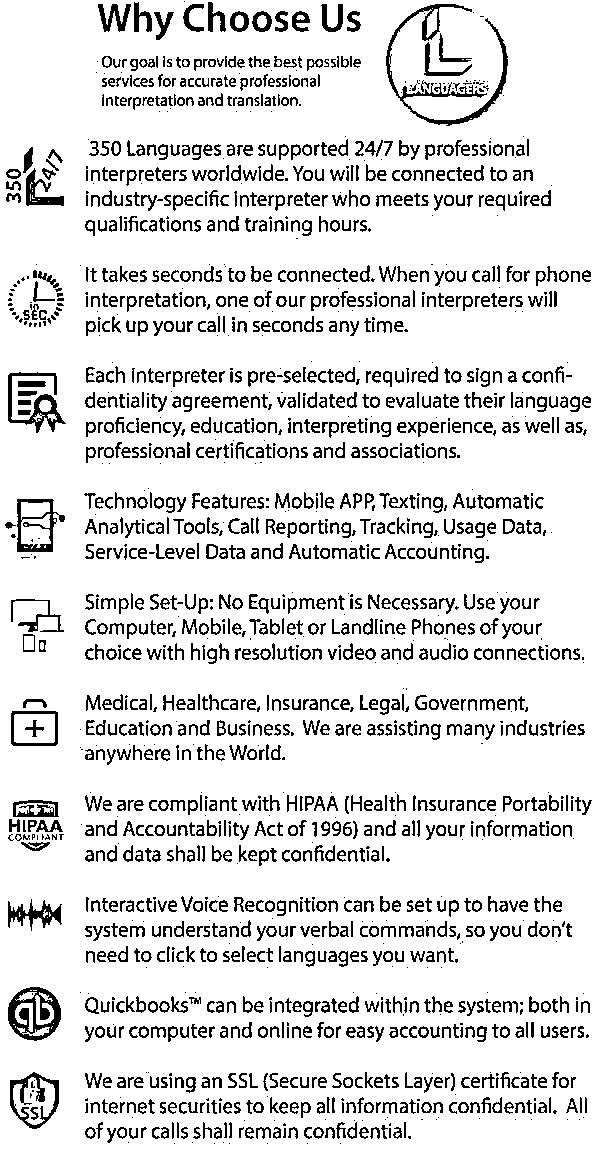 Why Choose Us
Our goal is to provide the best possible
services for accurate professional
interpretation and translation.
LANGUAGERS
350 24/7
350 Languages are supported 24/7 by professional
interpreters worldwide. You will be connected to an
industry-specific interpreter who meets your required
qualifications and training hours.
in
SEC
It takes seconds to be connected. When you call for phone
interpretation, one of our professional interpreters will
pick up your call in seconds any time.
Each interpreter is pre-selected, required to sign a confi-
dentiality agreement, validated to evaluate their language
proficiency, education, interpreting experience, as well as,
professional certifications and associations.
Technology Features: Mobile APP, Texting, Automatic
Analytical Tools, Call Reporting, Tracking, Usage Data,
Service-Level Data and Automatic Accounting.
Simple Set-Up: No Equipment is Necessary. Use your
Computer, Mobile, Tablet or Landline Phones of your
choice with high resolution video and audio connections.
Medical, Healthcare, Insurance, Legal, Government,
Education and Business. We are assisting many industries
anywhere in the World.
HIPAA
COMPLIANT
We are compliant with HIPAA (Health Insurance Portability
and Accountability Act of 1996) and all your information
and data shall be kept confidential.
Interactive Voice Recognition can be set up to have the
system understand your verbal commands, so you don't
need to click to select languages you want.
qb
Quickbooks™ can be integrated within the system; both in
your computer and online for easy accounting to all users.
SSL
We are using an SSL (Secure Sockets Layer) certificate for
internet securities to keep all information confidential. All
of your calls shall remain confidential.